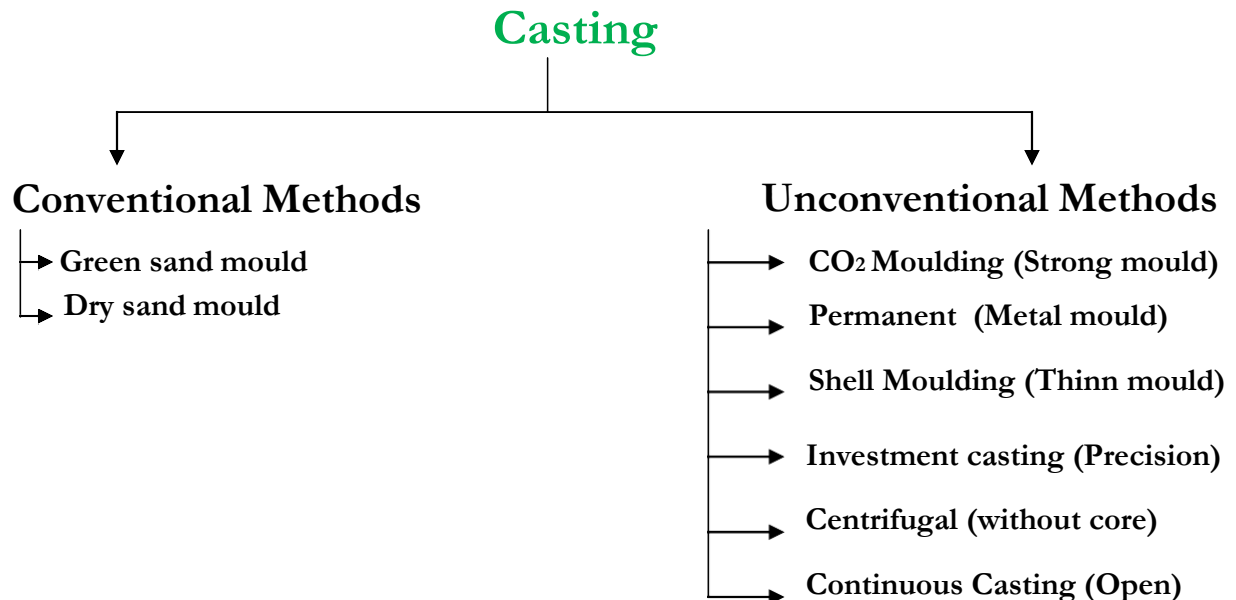 Casting
Conventional Methods
Green sand mould
Dry sand mould
Unconventional Methods
CO₂ Moulding (Strong mould)
Permanent (Metal mould)
Shell Moulding (Thinn mould)
Investment casting (Precision)
Centrifugal (without core)
Continuous Casting (Open)